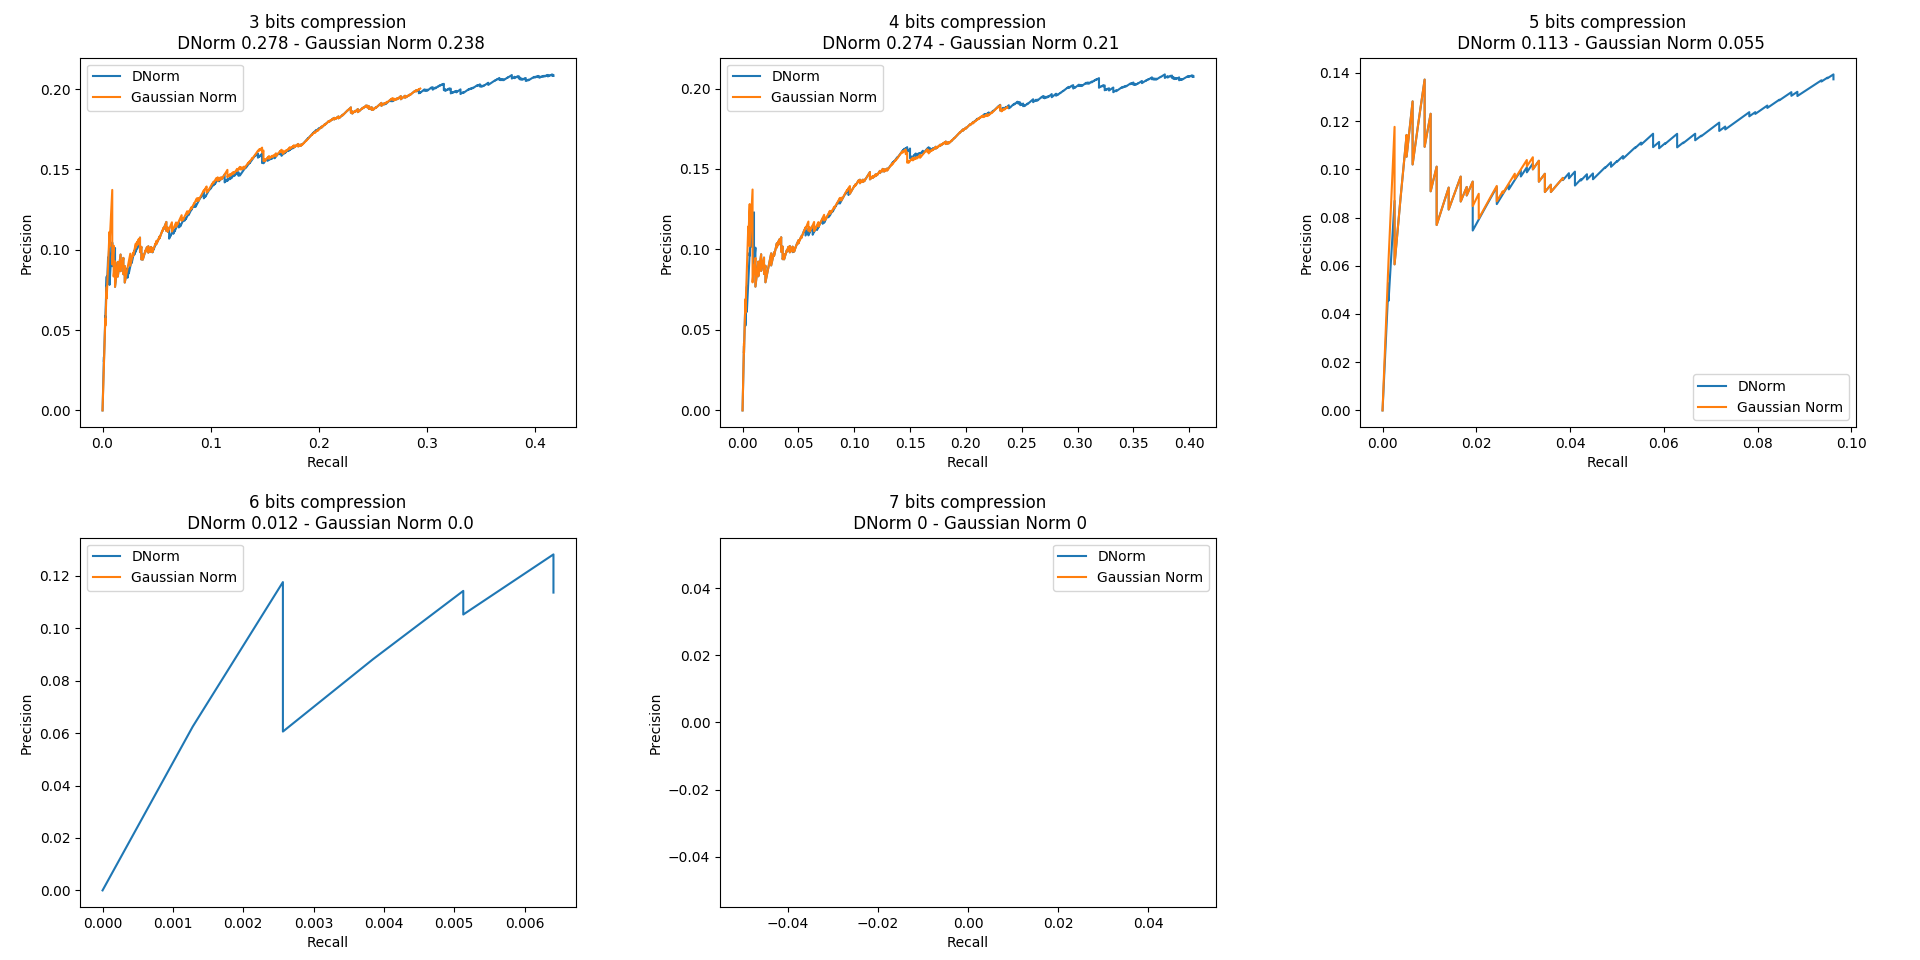 3 bits compression
DNorm 0.278 - Gaussian Norm 0.238
DNorm
Gaussian Norm
Precision
0.20
0.15
0.10
0.05
0.00
0.0 0.1 0.2 0.3 0.4
Recall
4 bits compression
DNorm 0.274 - Gaussian Norm 0.21
DNorm
Gaussian Norm
Precision
0.20
0.15
0.10
0.05
0.00
0.00 0.05 0.10 0.15 0.20 0.25 0.30 0.35 0.40
Recall
5 bits compression
DNorm 0.113 - Gaussian Norm 0.055
Precision
0.14
0.12
0.10
0.08
0.06
0.04
0.02
0.00
DNorm
Gaussian Norm
0.00 0.02 0.04 0.06 0.08 0.10
Recall
6 bits compression
DNorm 0.012 - Gaussian Norm 0.0
DNorm
Gaussian Norm
Precision
0.12
0.10
0.08
0.06
0.04
0.02
0.00
0.000 0.001 0.002 0.003 0.004 0.005 0.006
Recall
7 bits compression
DNorm 0 - Gaussian Norm 0
DNorm
Gaussian Norm
Precision
0.04
0.02
0.00
−0.02
−0.04
−0.04 −0.02 0.00 0.02 0.04
Recall